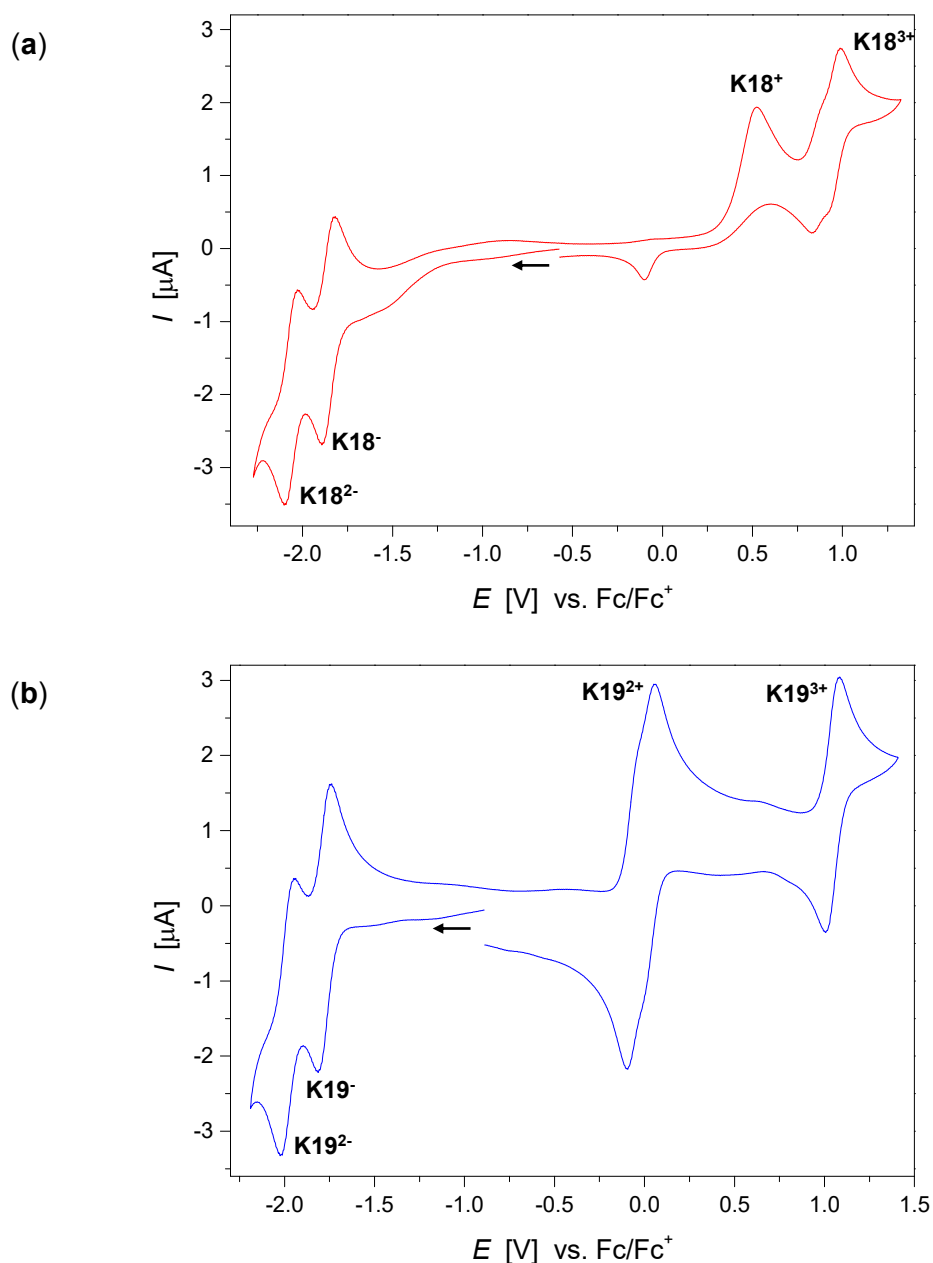 (a)
K18³⁺
K18⁺
K18⁻
K18²⁻
I [μA]
3
2
1
0
-1
-2
-3
-2.0 -1.5 -1.0 -0.5 0.0 0.5 1.0
E [V] vs. Fc/Fc⁺
(b)
K19²⁺ K19³⁺
K19⁻
K19²⁻
I [μA]
3
2
1
0
-1
-2
-3
-2.0 -1.5 -1.0 -0.5 0.0 0.5 1.0 1.5
E [V] vs. Fc/Fc⁺